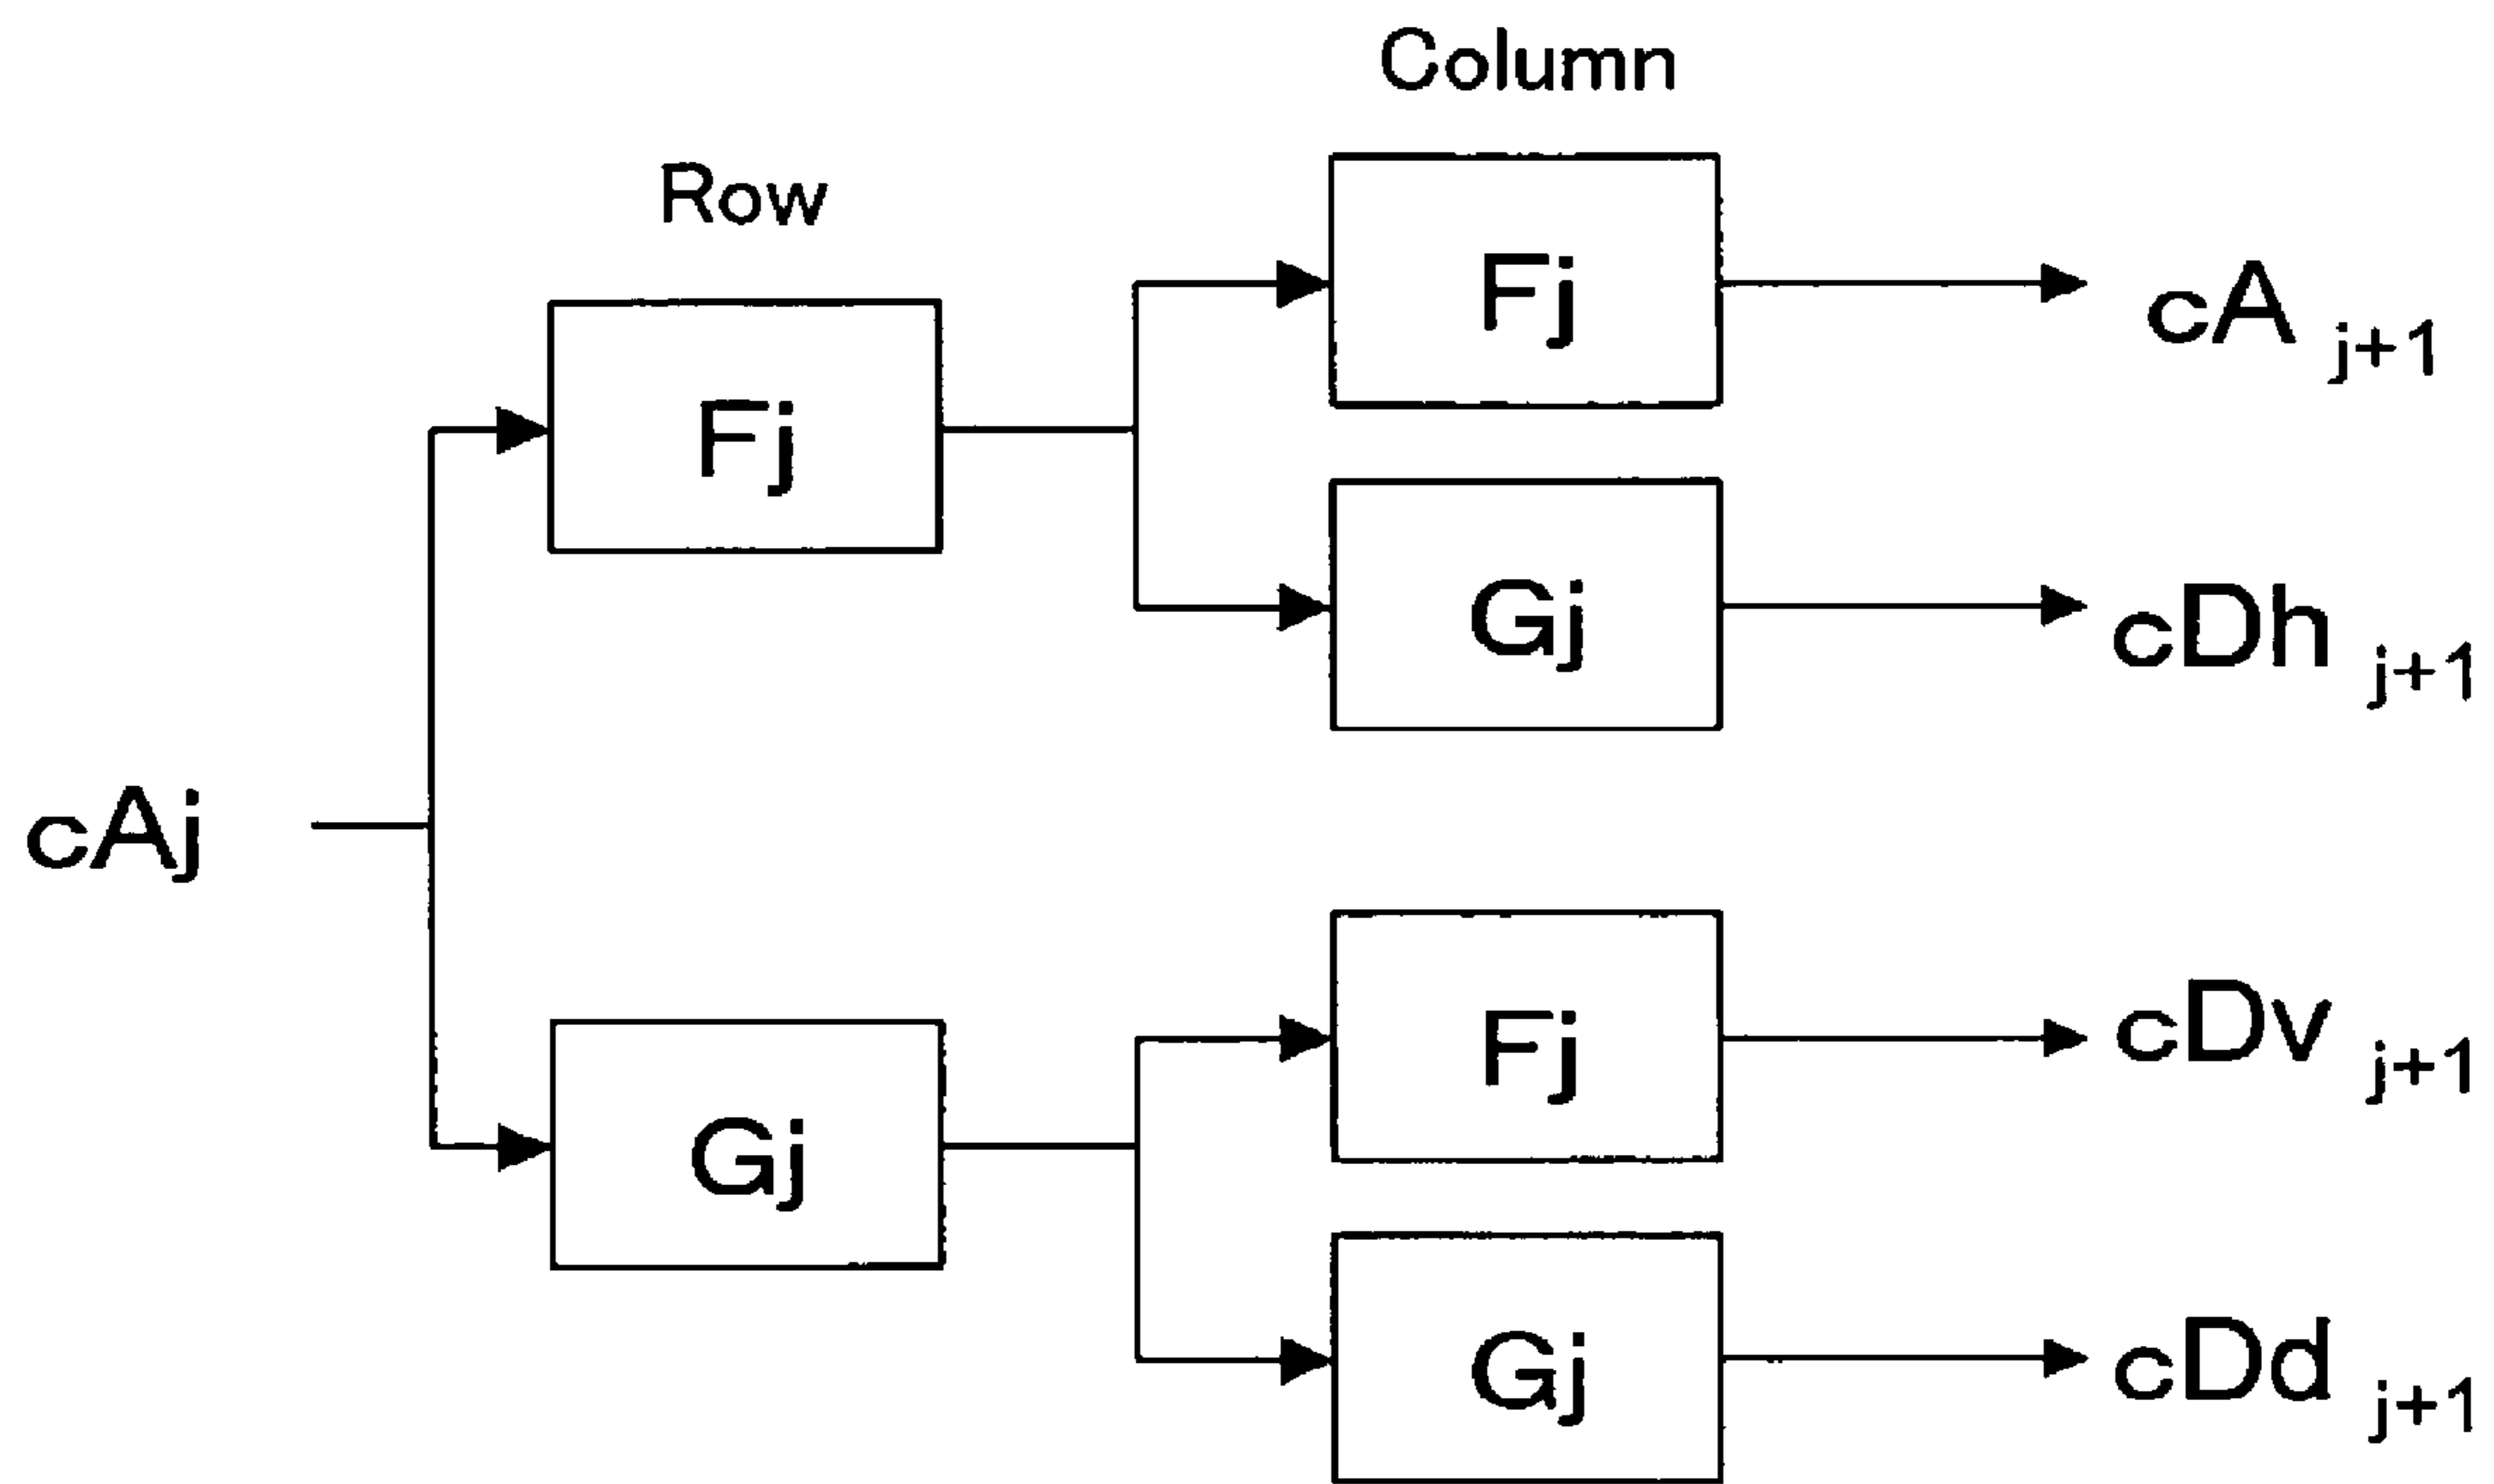 Column
Row
Fj
cA j+1
Fj
Gj
cDh j+1
cAj
Fj
cDv j+1
Gj
Gj
cDd j+1